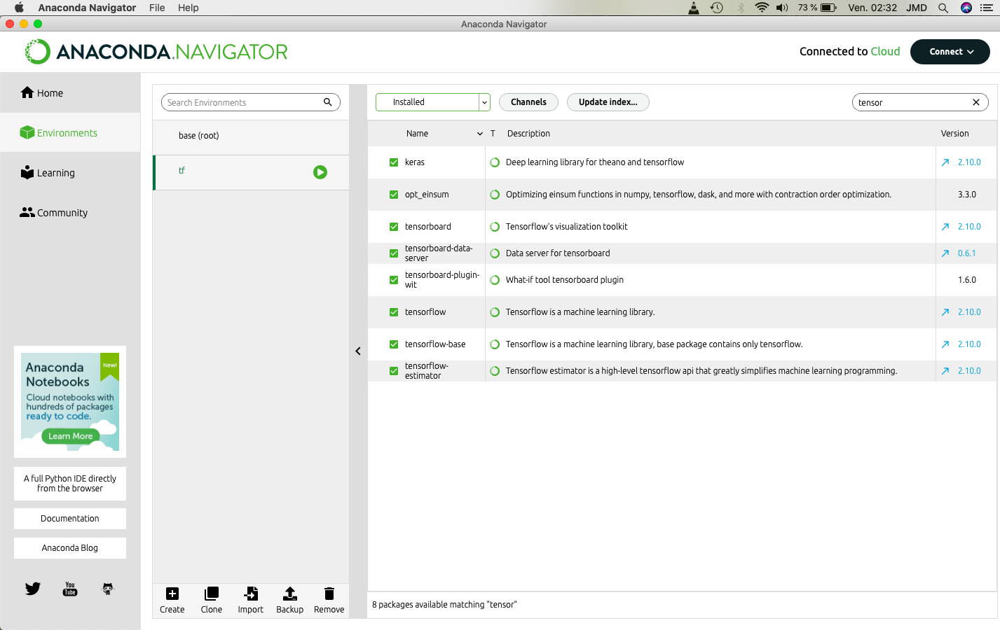 Anaconda Navigator File Help 73 % Ven. 02:32 JMD
Anaconda Navigator
ANACONDA.NAVIGATOR
Connected to Cloud Connect
Home
Environments
Learning
Community
Anaconda
Notebooks
New!
Cloud notebooks with
hundreds of packages
ready to code.
Learn More
A full Python IDE directly
from the browser
Documentation
Anaconda Blog
You
Tube
Search Environments
base (root)
tf
Create Clone Import Backup Remove
Installed Channels Update index... tensor
Name T Description Version
keras Deep learning library for theano and tensorflow 2.10.0
opt_einsum Optimizing einsum functions in numpy, tensorflow, dask, and more with contraction order optimization. 3.3.0
tensorboard Tensorflow's visualization toolkit 2.10.0
tensorboard-data-
server Data server for tensorboard 0.6.1
tensorboard-plugin-
wit What-if tool tensorboard plugin 1.6.0
tensorflow Tensorflow is a machine learning library. 2.10.0
tensorflow-base Tensorflow is a machine learning library, base package contains only tensorflow. 2.10.0
tensorflow-
estimator Tensorflow estimator is a high-level tensorflow api that greatly simplifies machine learning programming. 2.10.0
8 packages available matching "tensor"